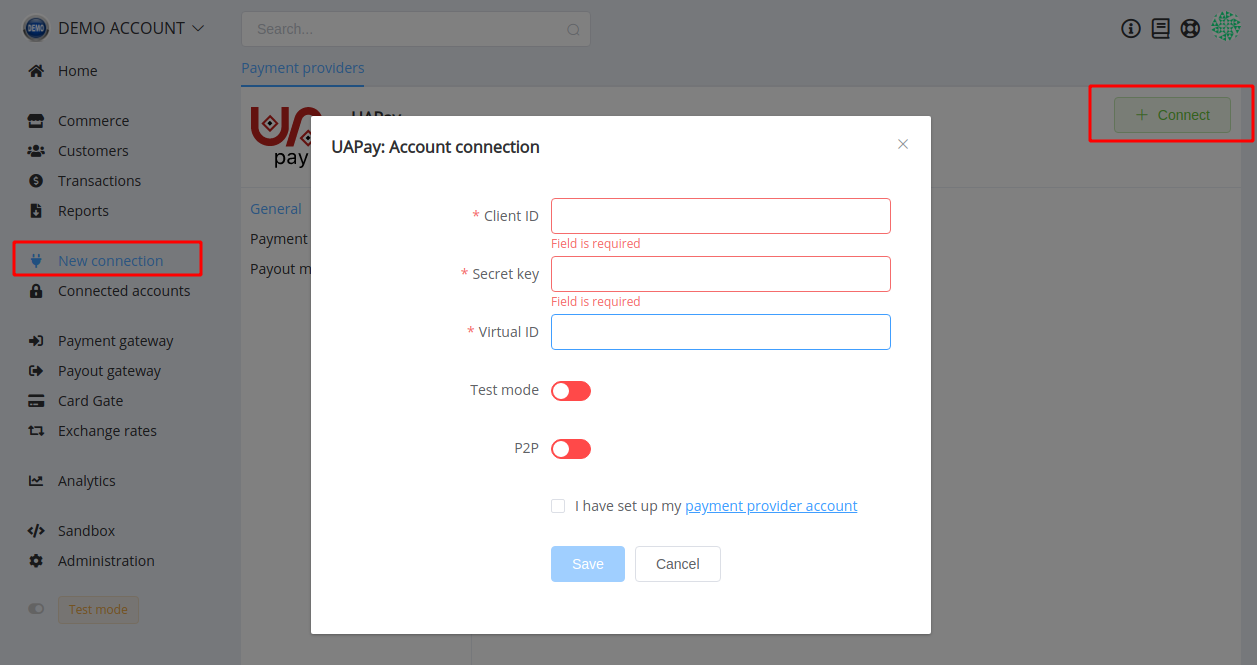 DEMO
DEMO ACCOUNT
Search...
Home
Commerce
Customers
Transactions
Reports
New connection
Connected accounts
Payment gateway
Payout gateway
Card Gate
Exchange rates
Analytics
Sandbox
Administration
Test mode
Payment providers
UAPay
UA
pay
+ Connect
General
Payment
Payout m
UAPay: Account connection
* Client ID
Field is required
* Secret key
Field is required
* Virtual ID
Test mode
P2P
I have set up my payment provider account
Save
Cancel